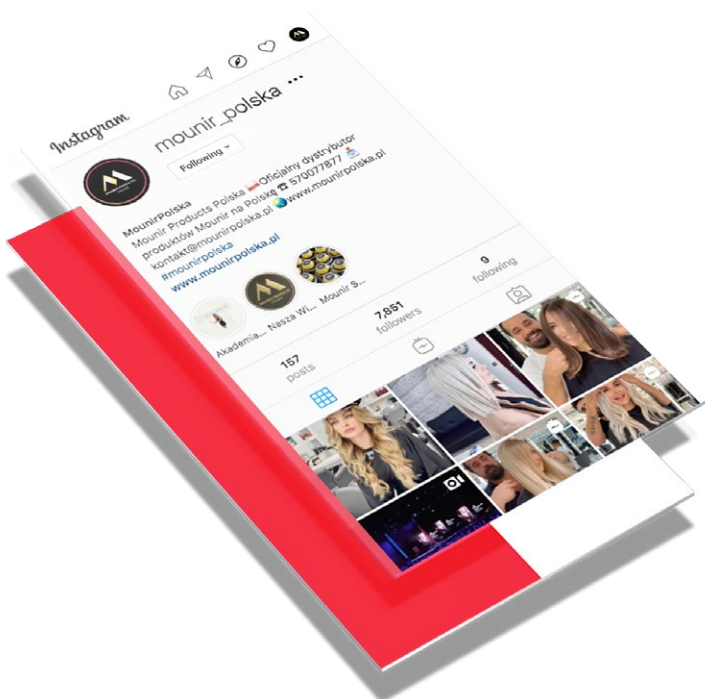 Instagram
mounir_polska
Following
MounirPolska
Mounir Products Polska Oficjalny dystrybutor
produktów Mounir na Polskę ☎ 570077877
kontakt@mounirpolska.pl www.mounirpolska.pl
#mounirpolska
www.mounirpolska.pl
Akademia... Nasza Wi... Mounir S...
157 7,851 9
posts followers following